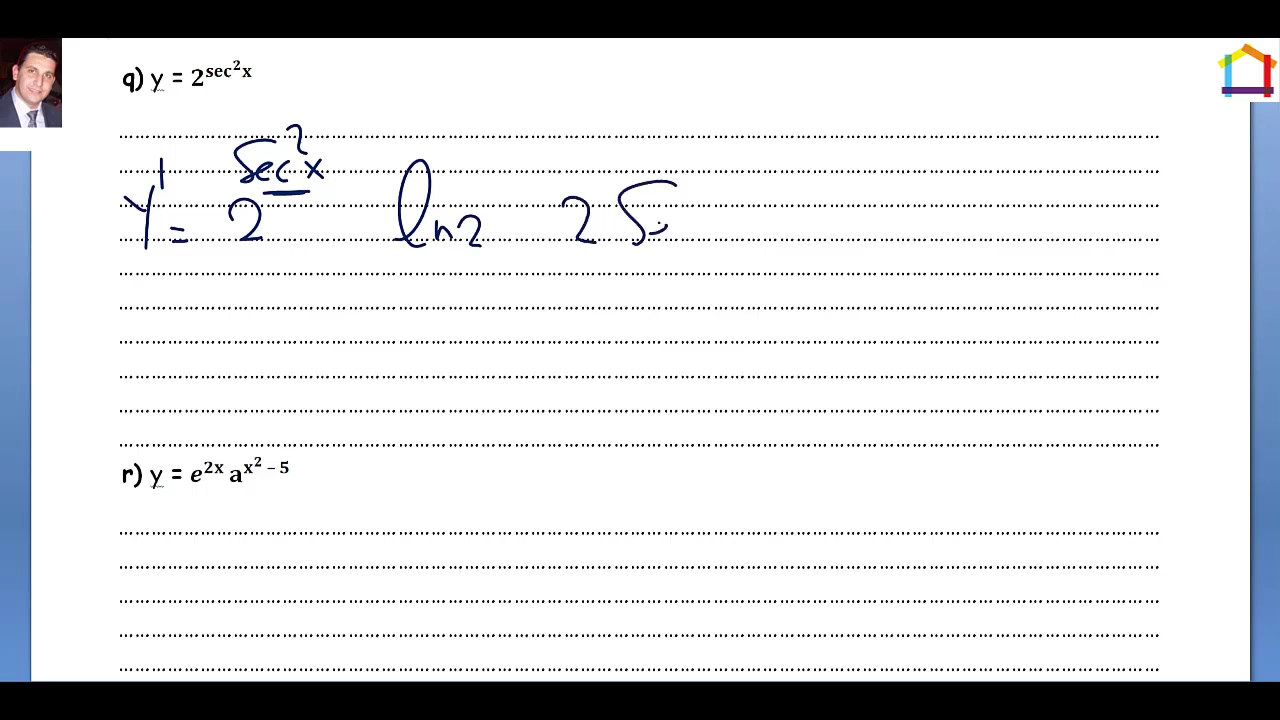 q) y = 2^sec²x
y' = 2^sec²x ln2 2 s
r) y = e^2x a^x² – 5